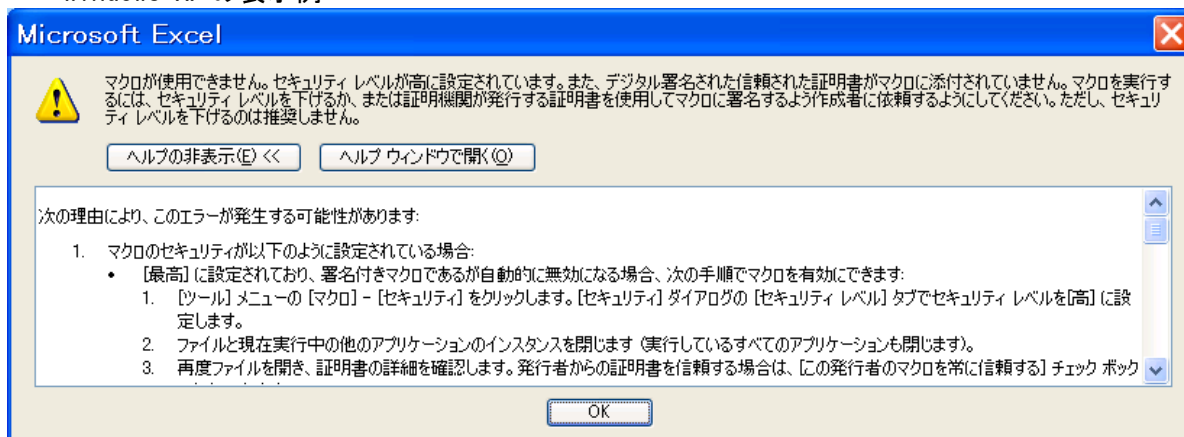 Microsoft Excel
マクロが使用できません。セキュリティ レベルが高に設定されています。また、デジタル署名された信頼された証明書がマクロに添付されていません。マクロを実行す
るには、セキュリティ レベルを下げるか、または証明機関が発行する証明書を使用してマクロに署名するよう作成者に依頼するようにしてください。ただし、セキュリ
ティ レベルを下げるのは推奨しません。
ヘルプの非表示(E) << ヘルプ ウィンドウで開く(O)
次の理由により、このエラーが発生する可能性があります:
1. マクロのセキュリティが以下のように設定されている場合:
• [最高] に設定されており、署名付きマクロであるが自動的に無効になる場合、次の手順でマクロを有効にできます:
1. [ツール] メニューの [マクロ] - [セキュリティ] をクリックします。[セキュリティ] ダイアログの [セキュリティ レベル] タブでセキュリティ レベルを[高] に設
定します。
2. ファイルと現在実行中の他のアプリケーションのインスタンスを閉じます (実行しているすべてのアプリケーションも閉じます)。
3. 再度ファイルを開き、証明書の詳細を確認します。発行者からの証明書を信頼する場合は、[この発行者のマクロを常に信頼する] チェック ボック
OK